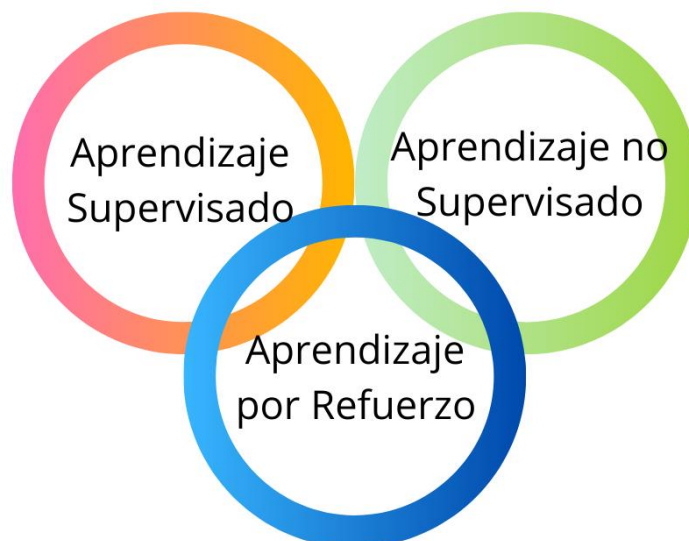 Aprendizaje
Supervisado
Aprendizaje no
Supervisado
Aprendizaje
por Refuerzo